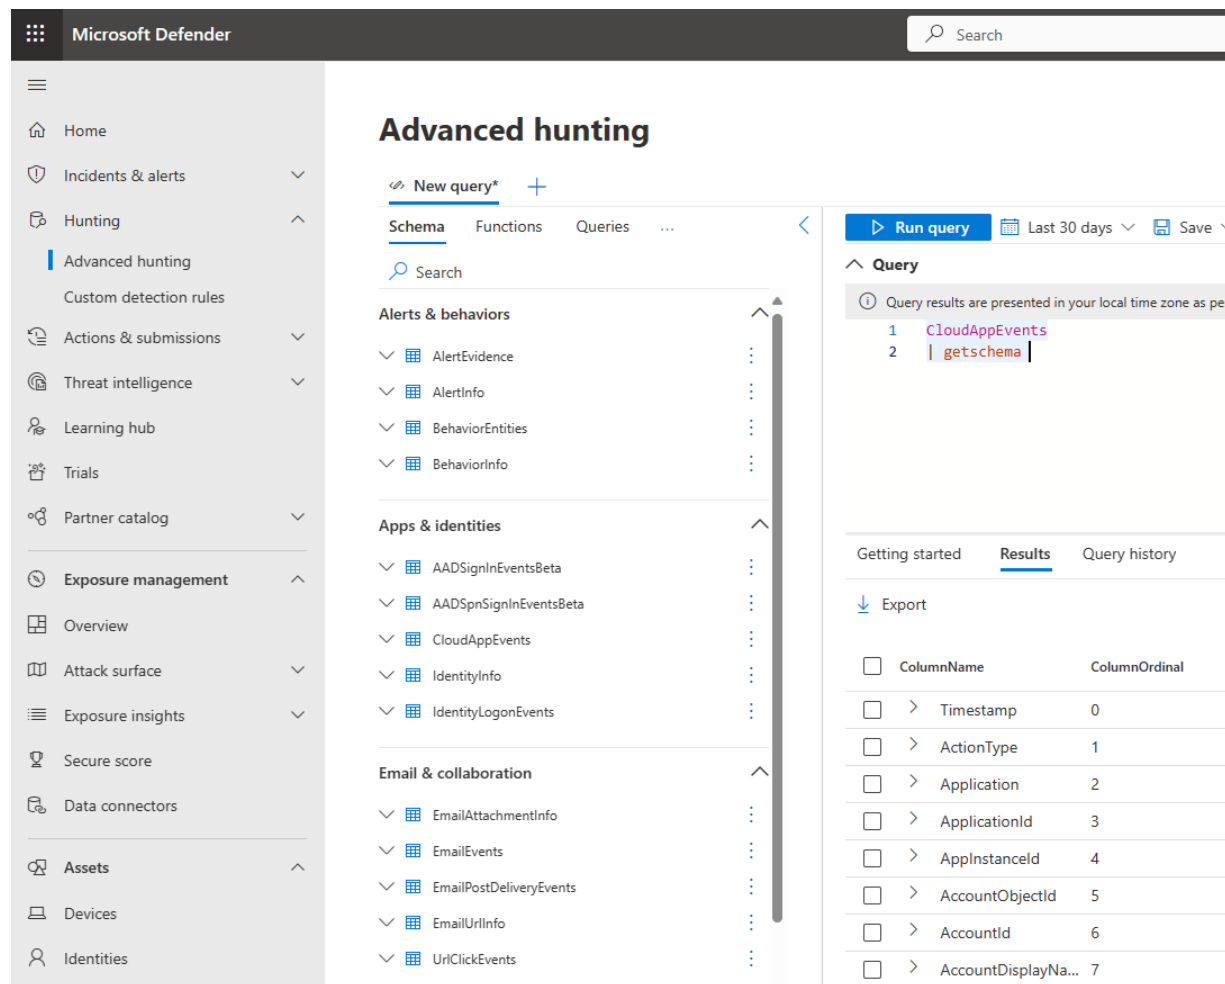 Microsoft Defender
Search
Home
Incidents & alerts
Hunting
Advanced hunting
Custom detection rules
Actions & submissions
Threat intelligence
Learning hub
Trials
Partner catalog
Exposure management
Overview
Attack surface
Exposure insights
Secure score
Data connectors
Assets
Devices
Identities
Advanced hunting
New query*
Schema Functions Queries ...
Search
Alerts & behaviors
AlertEvidence
AlertInfo
BehaviorEntities
BehaviorInfo
Apps & identities
AADSignInEventsBeta
AADSpnSignInEventsBeta
CloudAppEvents
IdentityInfo
IdentityLogonEvents
Email & collaboration
EmailAttachmentInfo
EmailEvents
EmailPostDeliveryEvents
EmailUrlInfo
UrlClickEvents
Run query Last 30 days Save
Query
Query results are presented in your local time zone as pe
1 CloudAppEvents
2 | getschema
Getting started Results Query history
Export
ColumnName ColumnOrdinal
Timestamp 0
ActionType 1
Application 2
ApplicationId 3
AppInstanceId 4
AccountObjectId 5
AccountId 6
AccountDisplayNa... 7